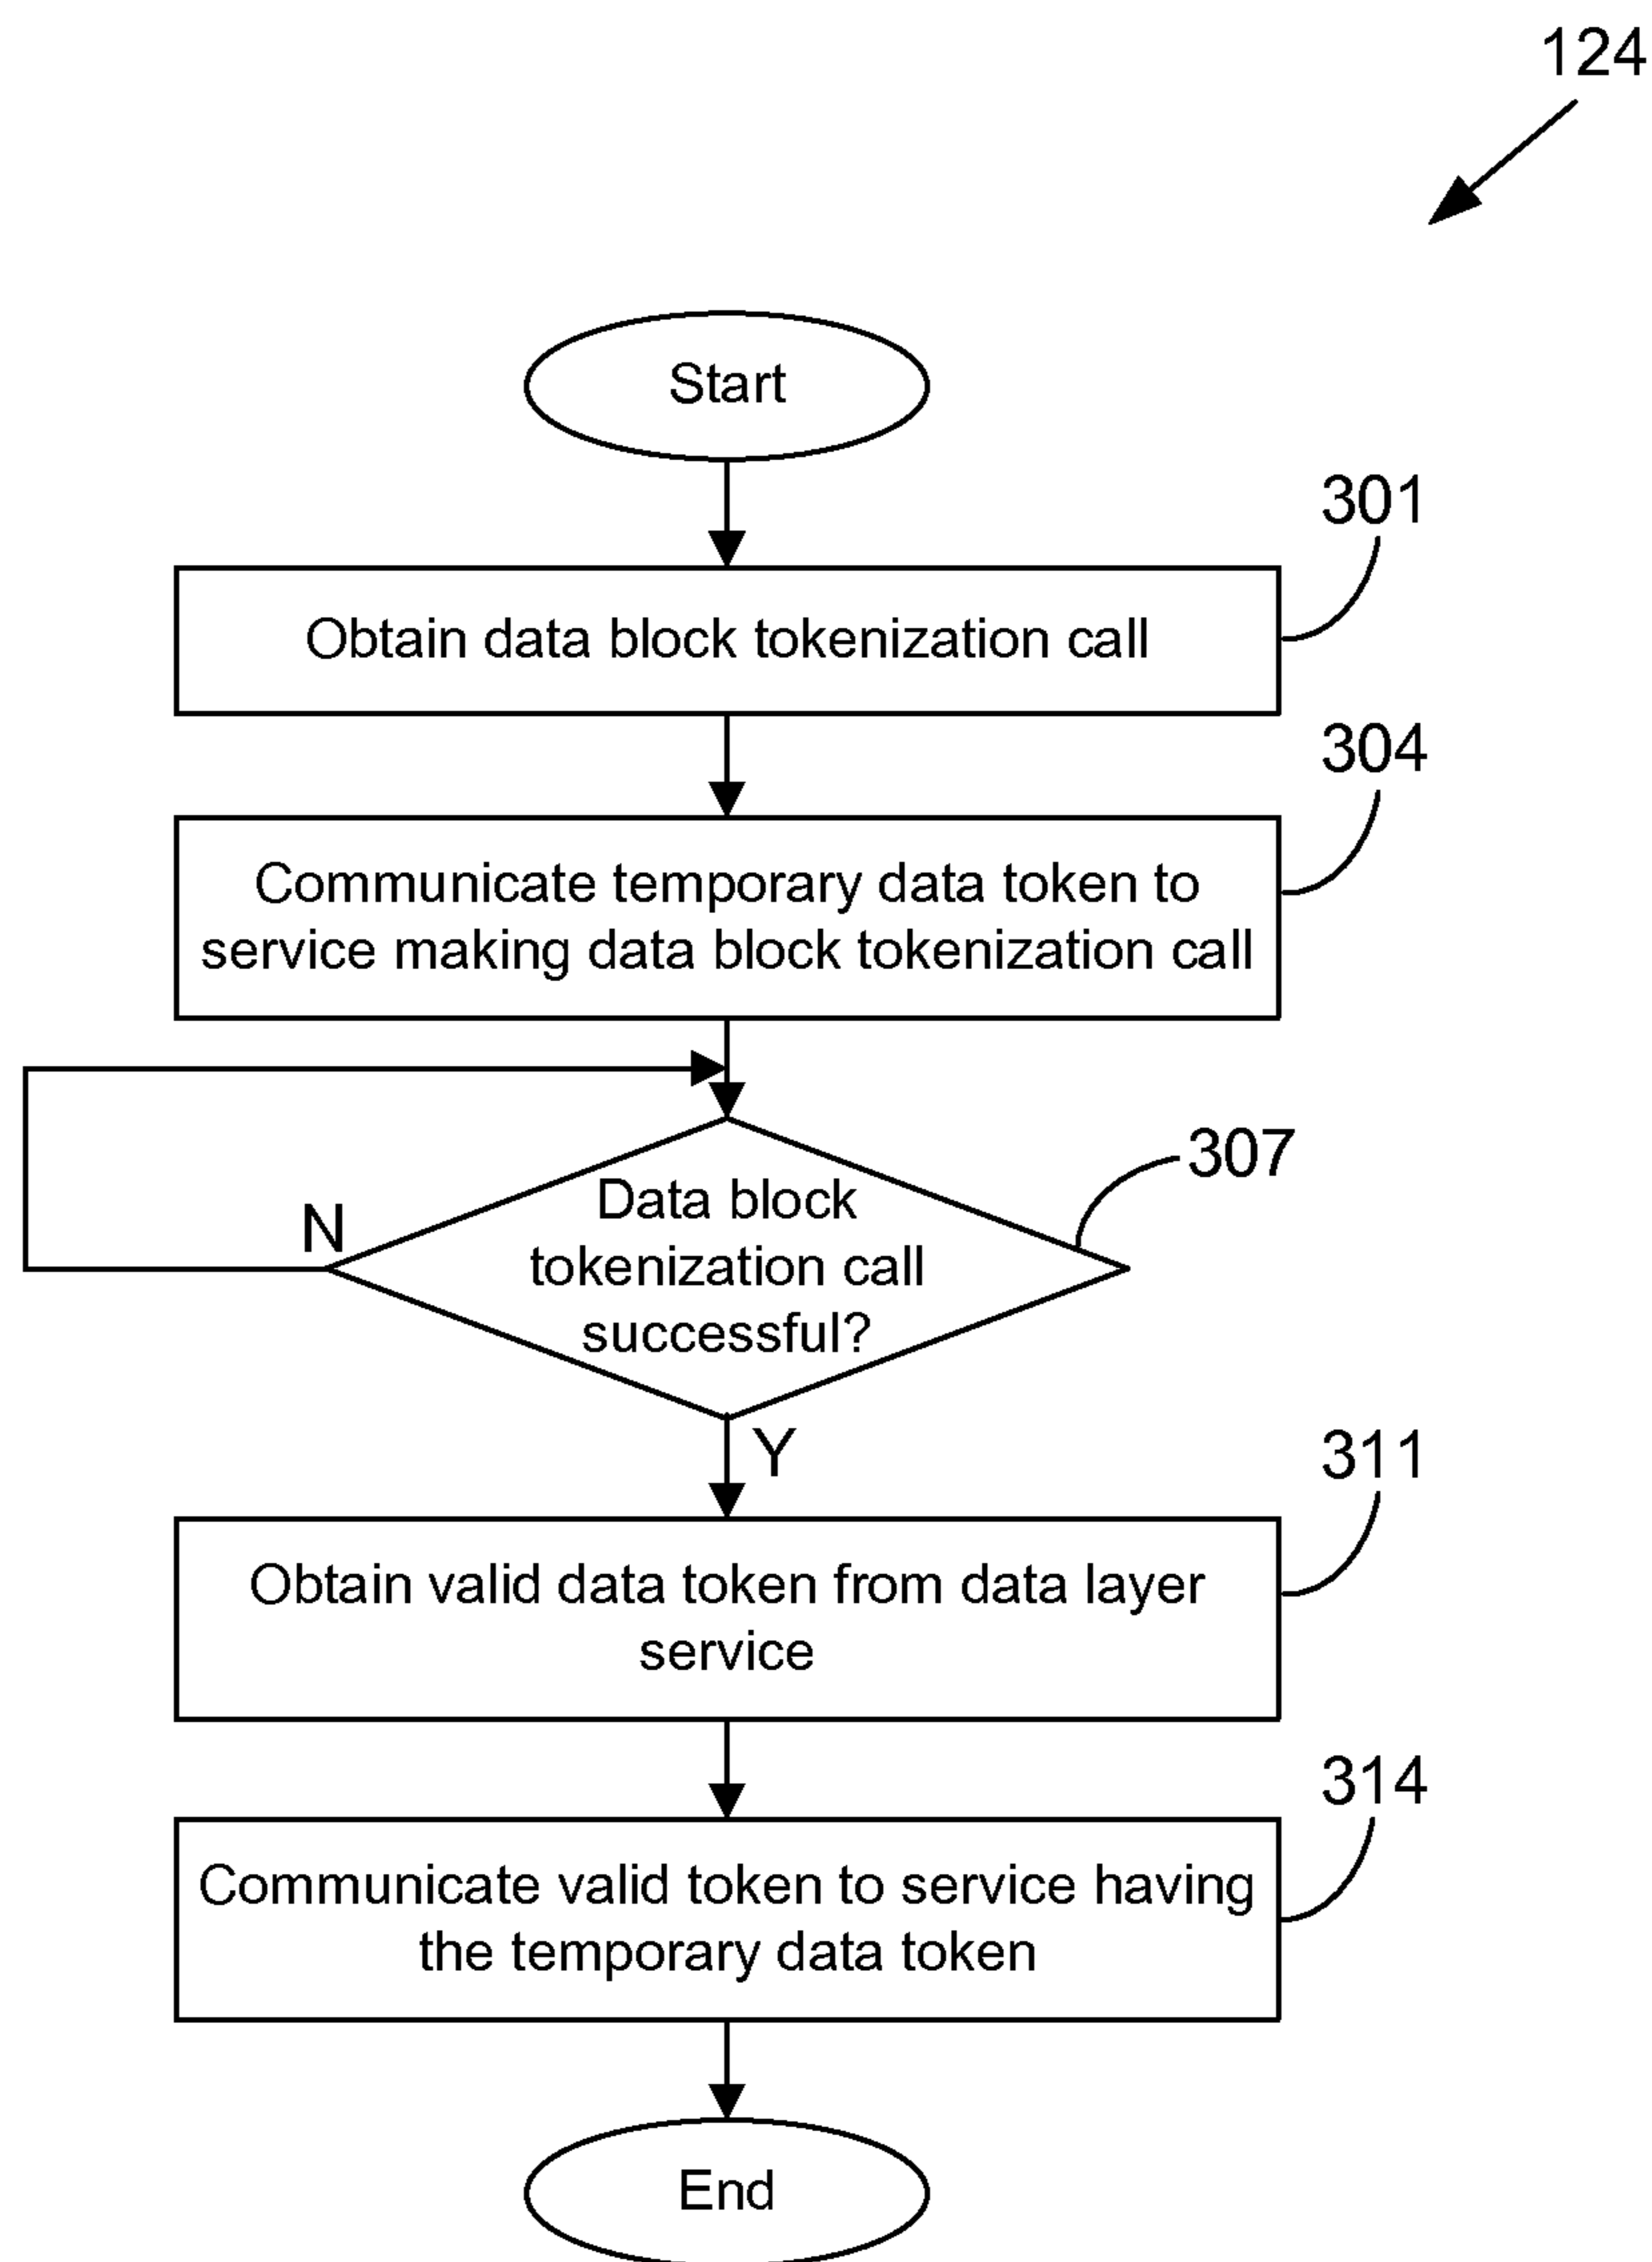 124
Start
301
Obtain data block tokenization call
304
Communicate temporary data token to
service making data block tokenization call
307
Data block
N
tokenization call
successful?
Y
311
Obtain valid data token from data layer
service
314
Communicate valid token to service having
the temporary data token
End